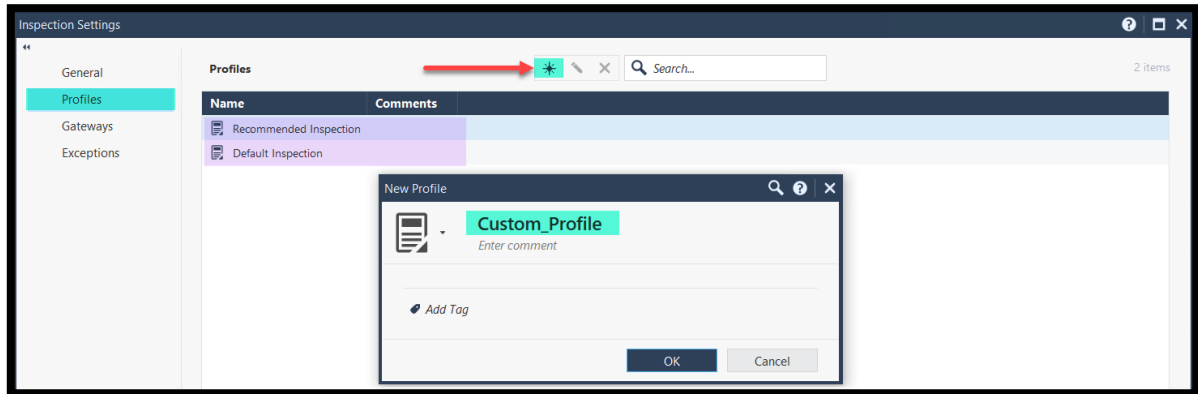 Inspection Settings
General
Profiles
Gateways
Exceptions
Profiles
Search...
2 items
Name Comments
Recommended Inspection
Default Inspection
New Profile
Custom_Profile
Enter comment
Add Tag
OK Cancel